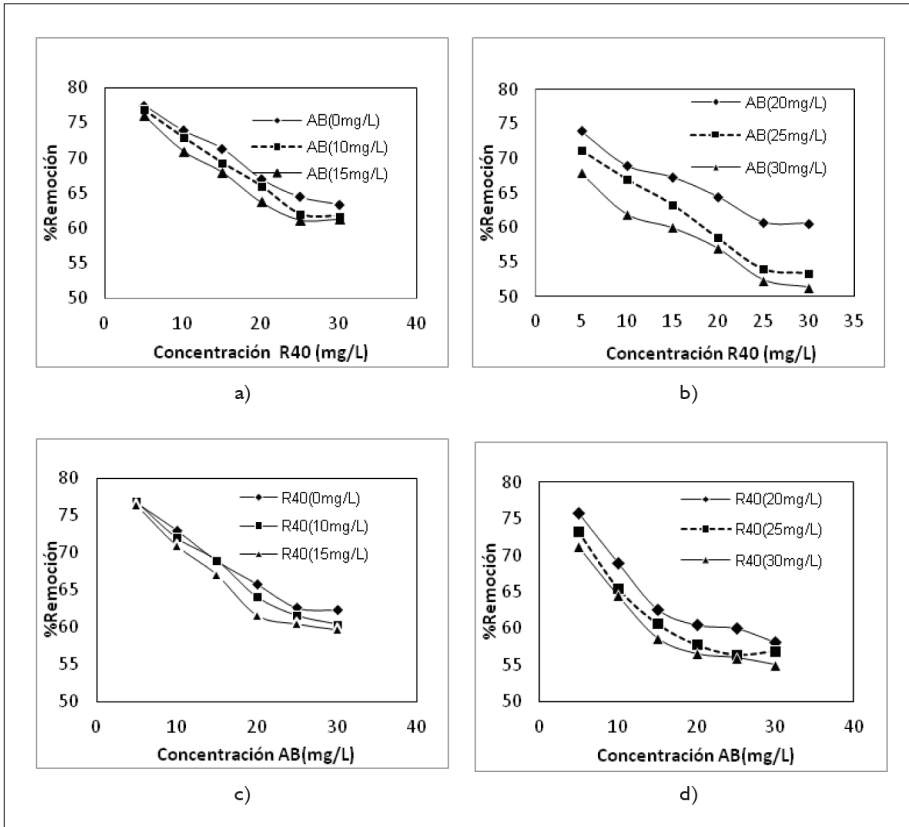 80
75
70
65
60
55
50
%Remoción
AB(0mg/L)
AB(10mg/L)
AB(15mg/L)
0 10 20 30 40
Concentración R40 (mg/L)
a)
80
75
70
65
60
55
50
%Remoción
AB(20mg/L)
AB(25mg/L)
AB(30mg/L)
0 5 10 15 20 25 30 35
Concentración R40 (mg/L)
b)
80
75
70
65
60
55
50
%Remoción
R40(0mg/L)
R40(10mg/L)
R40(15mg/L)
0 10 20 30 40
Concentración AB(mg/L)
c)
80
75
70
65
60
55
50
%Remoción
R40(20mg/L)
R40(25mg/L)
R40(30mg/L)
0 10 20 30 40
Concentración AB(mg/L)
d)